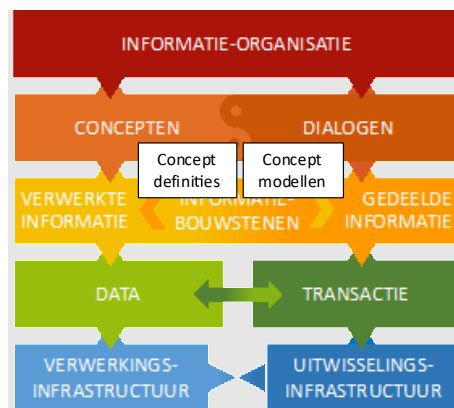 INFORMATIE-ORGANISATIE
CONCEPTEN
DIALOGEN
Concept
definities
Concept
modellen
VERWERKTE
INFORMATIE
INFORMATIE-
BOUWSTENEN
GEDEELDE
INFORMATIE
DATA
TRANSACTIE
VERWERKINGS-
INFRASTRUCTUUR
UITWISSELINGS-
INFRASTRUCTUUR